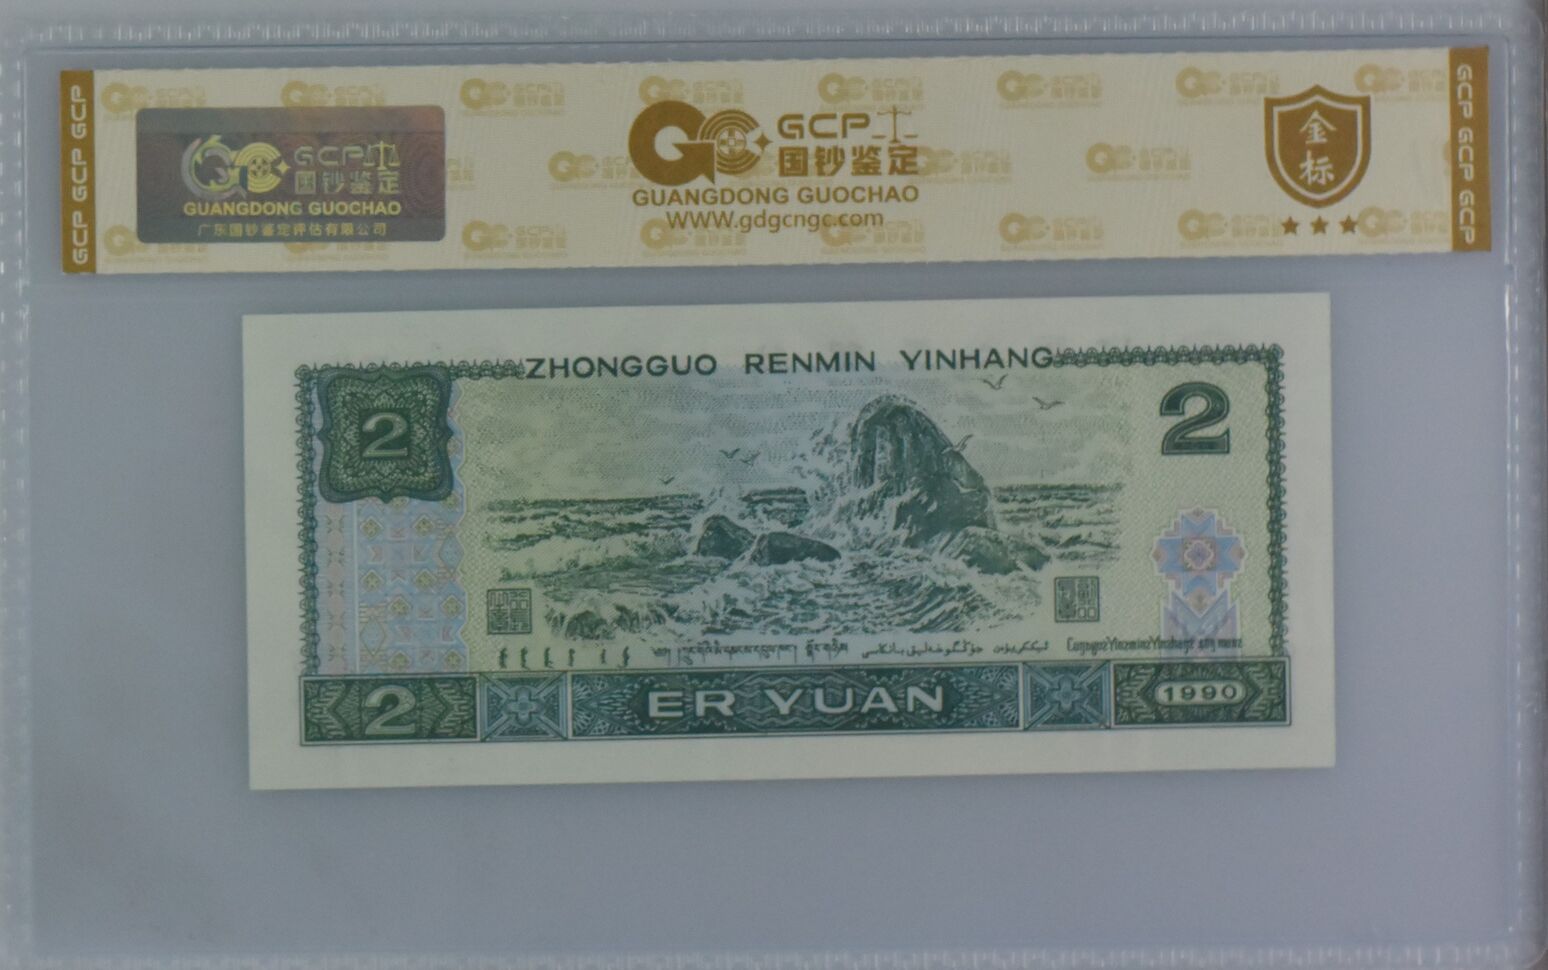 GCP GCP GCP
GCP 国钞鉴定
GUANGDONG GUOCHAO
广东国钞鉴定评估有限公司
GCP 国钞鉴定
GUANGDONG GUOCHAO
WWW.gdgcngc.com
金标
GCP GCP GCP
ZHONGGUO RENMIN YINHANG
2
2
2
ER YUAN
1990